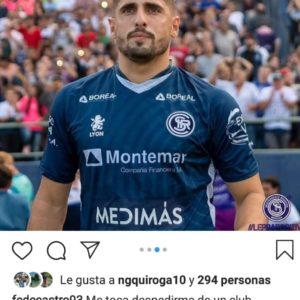 BOREAL BOREAL
LYON
Montemar
Compañía Financiera
MEDIMÁS
Le gusta a ngquiroga10 y 294 personas
fedecastro93 Me toca despedirme de un club